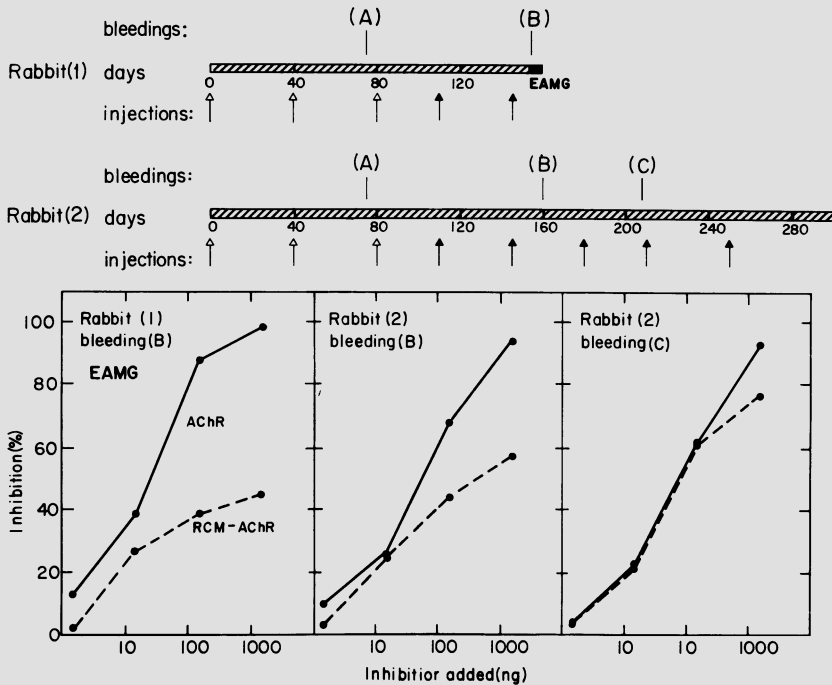 bleedings: (A) (B)
Rabbit(1) days
0 40 80 120 EAMG
injections:
bleedings: (A) (B) (C)
Rabbit(2) days
0 40 80 120 160 200 240 280
injections:
100 80 60 40 20 0
Inhibition(%)
Rabbit (1)
bleeding(B)
EAMG
AChR
RCM-AChR
Rabbit (2)
bleeding(B)
Rabbit (2)
bleeding(C)
10 100 1000 10 100 1000 10 10 1000
Inhibitior added(ng)